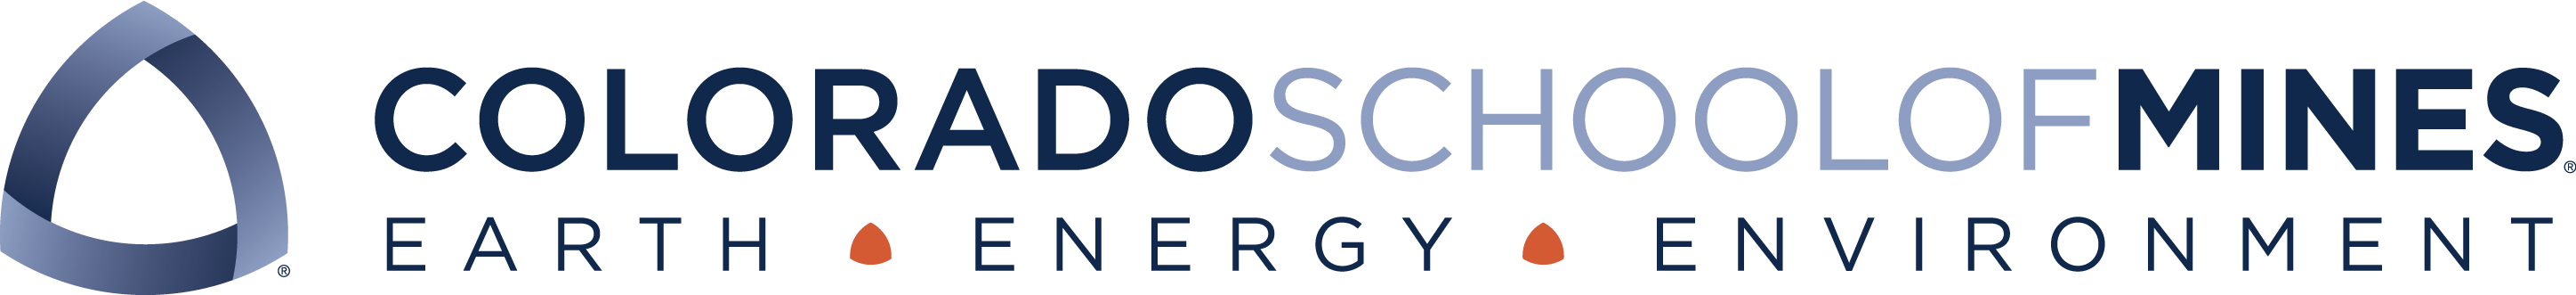 COLORADOSCHOOLOFMINES®
EARTH ENERGY ENVIRONMENT
®